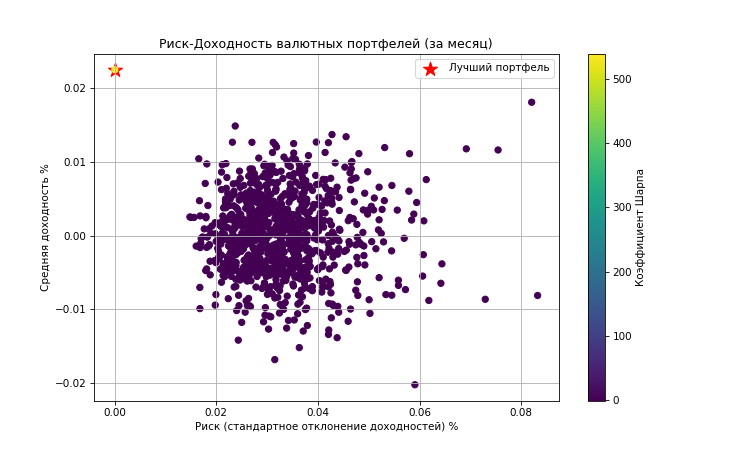 Риск-Доходность валютных портфелей (за месяц)
Лучший портфель
Средняя доходность %
0.02
0.01
0.00
−0.01
−0.02
0.00 0.02 0.04 0.06 0.08
Риск (стандартное отклонение доходностей) %
500
400
300
200
100
0
Коэффициент Шарпа